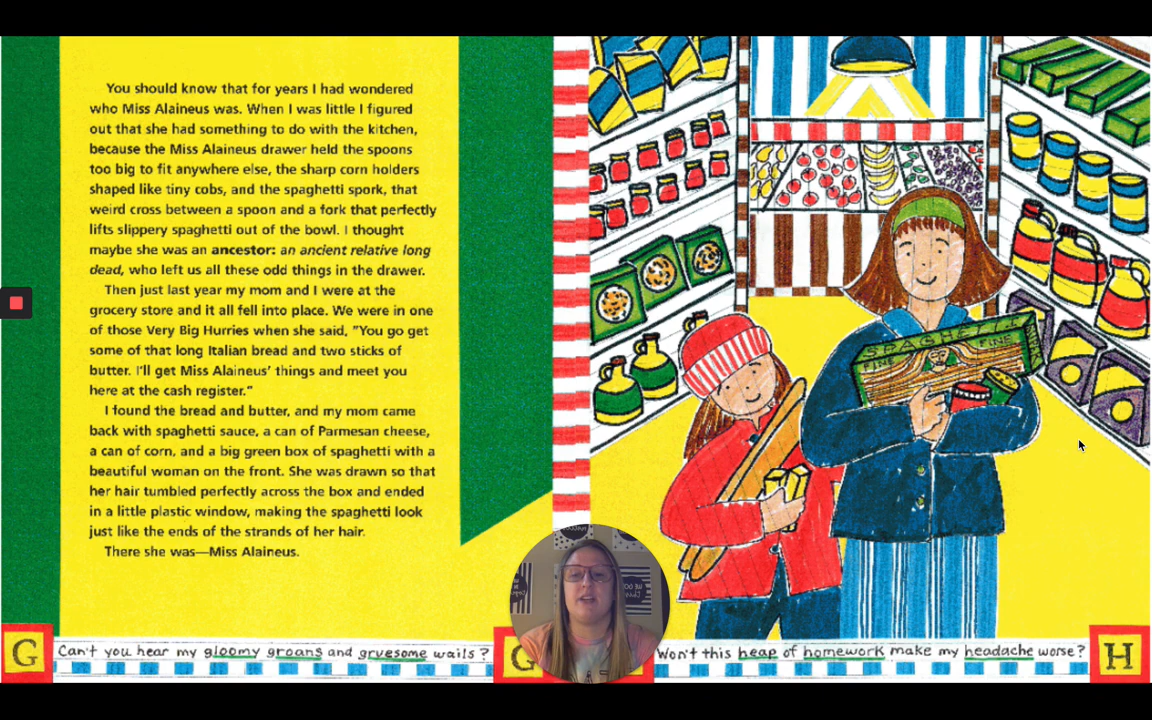 You should know that for years I had wondered
who Miss Alaineus was. When I was little I figured
out that she had something to do with the kitchen,
because the Miss Alaineus drawer held the spoons
too big to fit anywhere else, the sharp corn holders
shaped like tiny cobs, and the spaghetti spork, that
weird cross between a spoon and a fork that perfectly
lifts slippery spaghetti out of the bowl. I thought
maybe she was an ancestor: an ancient relative long
dead, who left us all these odd things in the drawer.
Then just last year my mom and I were at the
grocery store and it all fell into place. We were in one
of those Very Big Hurries when she said, "You go get
some of that long Italian bread and two sticks of
butter. I'll get Miss Alaineus' things and meet you
here at the cash register."
I found the bread and butter, and my mom came
back with spaghetti sauce, a can of Parmesan cheese,
a can of corn, and a big green box of spaghetti with a
beautiful woman on the front. She was drawn so that
her hair tumbled perfectly across the box and ended
in a little plastic window, making the spaghetti look
just like the ends of the strands of her hair.
There she was—Miss Alaineus.
SPAGHETTI
FINE FINE
G Can't you hear my gloomy groans and gruesome wails? G
Won't this heap of homework make my headache worse? H